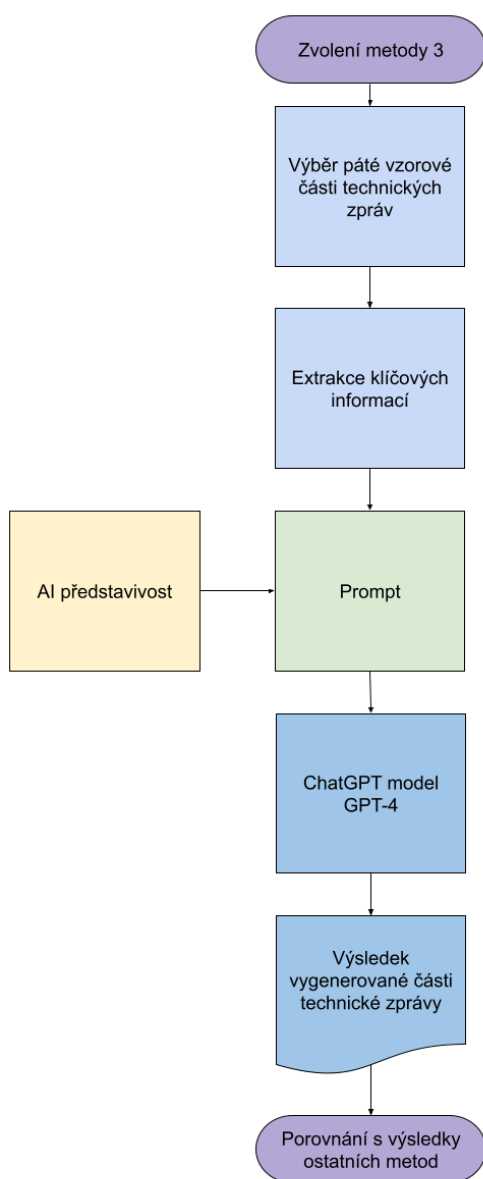 Zvolení metody 3
Výběr páté vzorové
části technických
zpráv
Extrakce klíčových
informací
AI představivost
Prompt
ChatGPT model
GPT-4
Výsledek
vygenerované části
technické zprávy
Porovnání s výsledky
ostatních metod